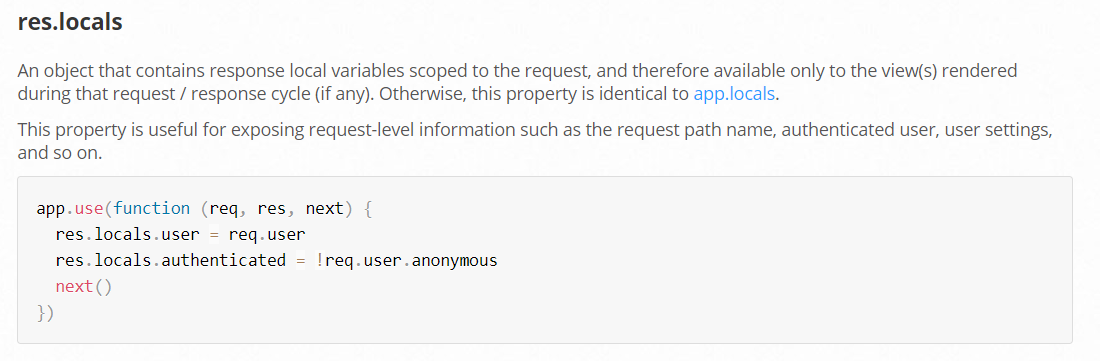 res.locals
An object that contains response local variables scoped to the request, and therefore available only to the view(s) rendered
during that request / response cycle (if any). Otherwise, this property is identical to app.locals.
This property is useful for exposing request-level information such as the request path name, authenticated user, user settings,
and so on.
app.use(function (req, res, next) {
  res.locals.user = req.user
  res.locals.authenticated = !req.user.anonymous
  next()
})